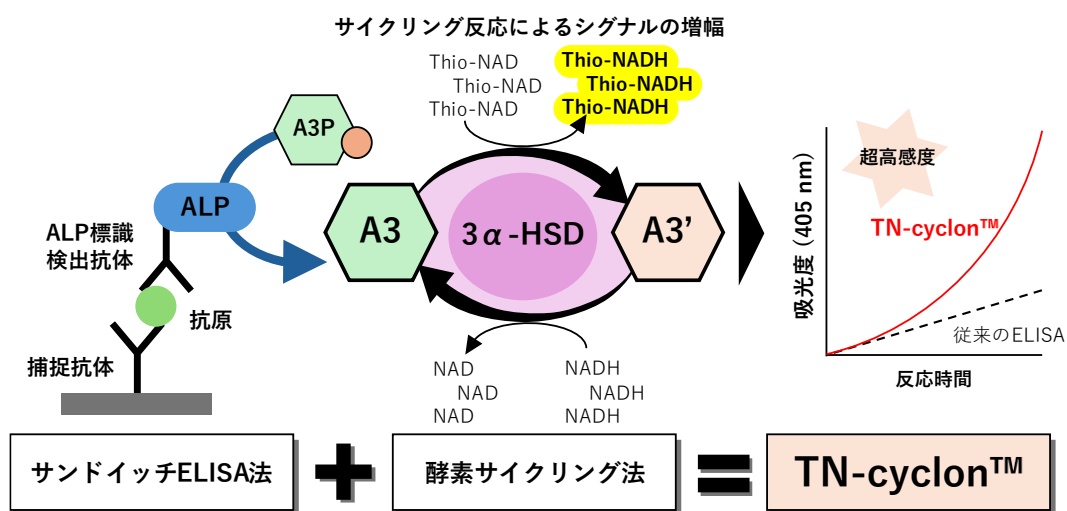 サイクリング反応によるシグナルの増幅
Thio-NAD
Thio-NAD
Thio-NAD
Thio-NADH
Thio-NADH
Thio-NADH
A3P
ALP
ALP標識
検出抗体
抗原
捕捉抗体
A3
3α-HSD
A3’
NAD
NAD
NAD
NADH
NADH
NADH
超高感度
TN-cyclon™
従来のELISA
吸光度（405 nm）
反応時間
サンドイッチELISA法
+
酵素サイクリング法
=
TN-cyclon™